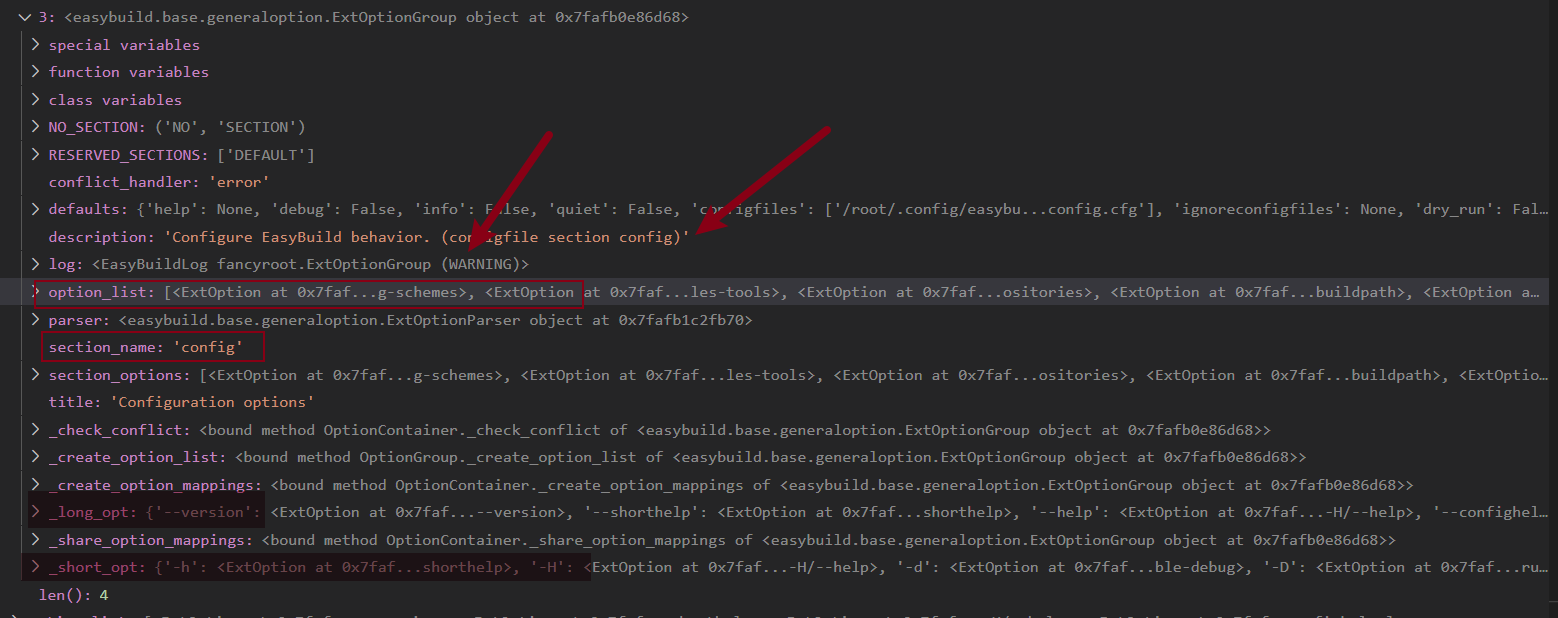 3: <easybuild.base.generaloption.ExtOptionGroup object at 0x7fafb0e86d68>
special variables
function variables
class variables
NO_SECTION: ('NO', 'SECTION')
RESERVED_SECTIONS: ['DEFAULT']
conflict_handler: 'error'
defaults: {'help': None, 'debug': False, 'info': False, 'quiet': False, 'configfiles': ['/root/.config/easybu...config.cfg'], 'ignoreconfigfiles': None, 'dry_run': Fal…
description: 'Configure EasyBuild behavior. (configfile section config)'
log: <EasyBuildLog fancyroot.ExtOptionGroup (WARNING)>
option_list: [<ExtOption at 0x7faf...g-schemes>, <ExtOption at 0x7faf...les-tools>, <ExtOption at 0x7faf...ositories>, <ExtOption at 0x7faf...buildpath>, <ExtOption a…
parser: <easybuild.base.generaloption.ExtOptionParser object at 0x7fafb1c2fb70>
section_name: 'config'
section_options: [<ExtOption at 0x7faf...g-schemes>, <ExtOption at 0x7faf...les-tools>, <ExtOption at 0x7faf...ositories>, <ExtOption at 0x7faf...buildpath>, <ExtOptio…
title: 'Configuration options'
_check_conflict: <bound method OptionContainer._check_conflict of <easybuild.base.generaloption.ExtOptionGroup object at 0x7fafb0e86d68>>
_create_option_list: <bound method OptionGroup._create_option_list of <easybuild.base.generaloption.ExtOptionGroup object at 0x7fafb0e86d68>>
_create_option_mappings: <bound method OptionContainer._create_option_mappings of <easybuild.base.generaloption.ExtOptionGroup object at 0x7fafb0e86d68>>
_long_opt: {'--version': <ExtOption at 0x7faf...--version>, '--shorthelp': <ExtOption at 0x7faf...shorthelp>, '--help': <ExtOption at 0x7faf...-H/--help>, '--confighel…
_share_option_mappings: <bound method OptionContainer._share_option_mappings of <easybuild.base.generaloption.ExtOptionGroup object at 0x7fafb0e86d68>>
_short_opt: {'-h': <ExtOption at 0x7faf...shorthelp>, '-H': <ExtOption at 0x7faf...-H/--help>, '-d': <ExtOption at 0x7faf...ble-debug>, '-D': <ExtOption at 0x7faf...ru…
len(): 4